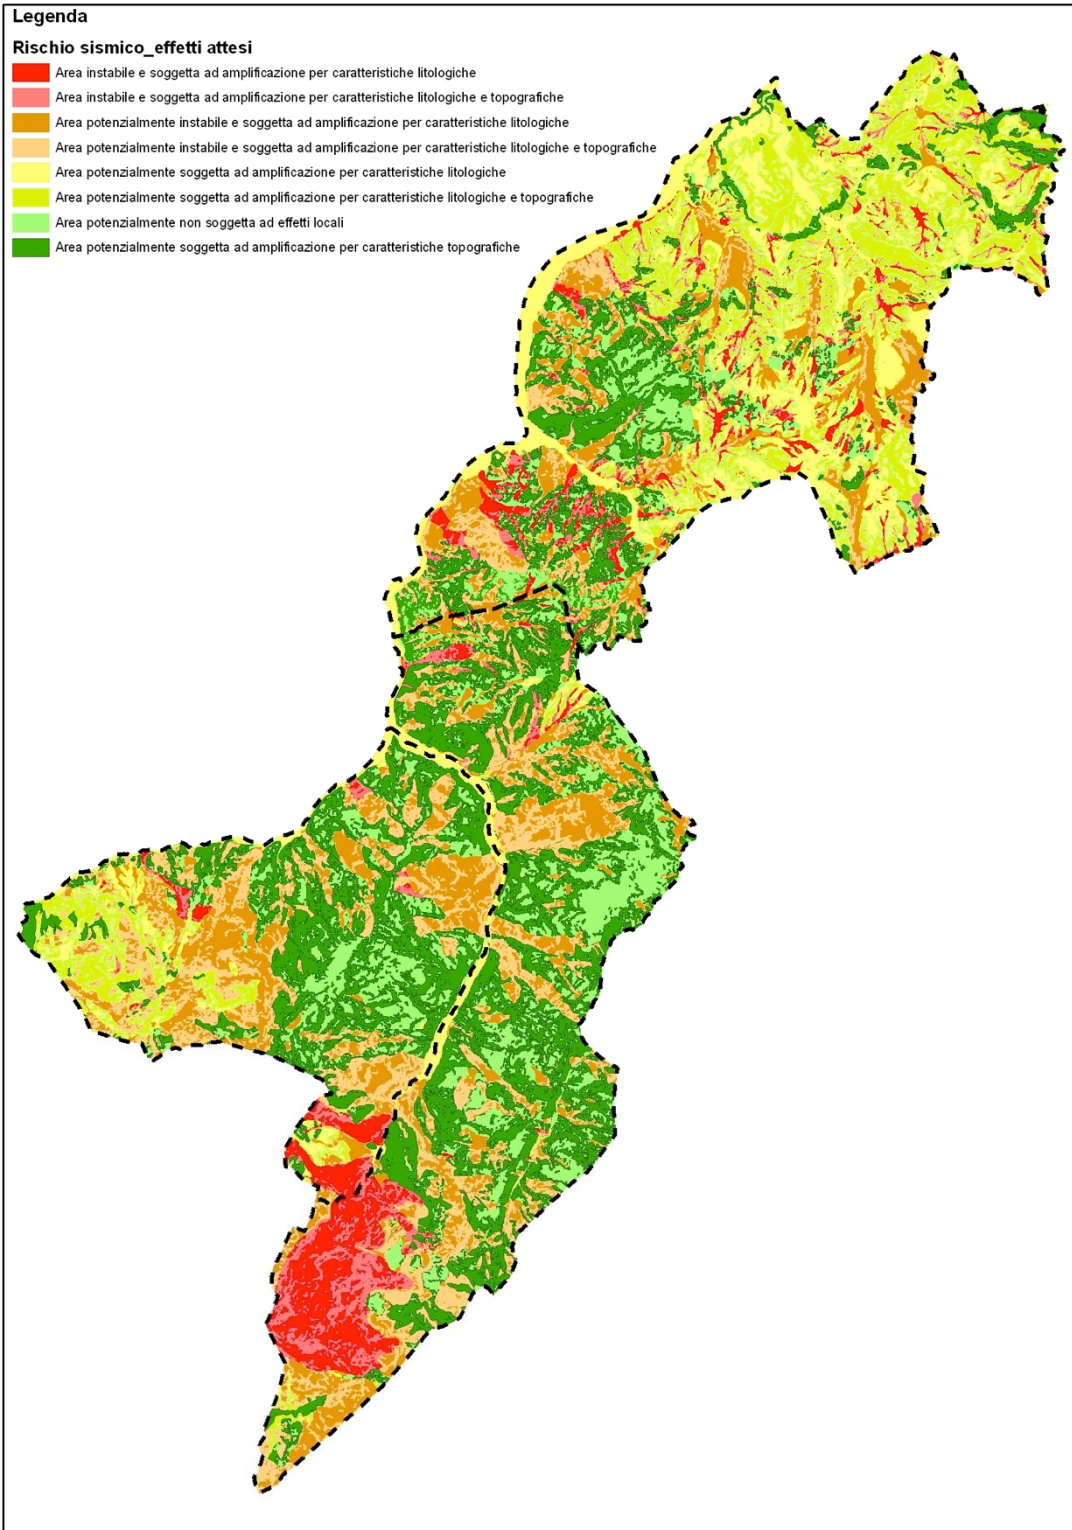 Legenda
Rischio sismico_effetti attesi
Area instabile e soggetta ad amplificazione per caratteristiche litologiche
Area instabile e soggetta ad amplificazione per caratteristiche litologiche e topografiche
Area potenzialmente instabile e soggetta ad amplificazione per caratteristiche litologiche
Area potenzialmente instabile e soggetta ad amplificazione per caratteristiche litologiche e topografiche
Area potenzialmente soggetta ad amplificazione per caratteristiche litologiche
Area potenzialmente soggetta ad amplificazione per caratteristiche litologiche e topografiche
Area potenzialmente non soggetta ad effetti locali
Area potenzialmente soggetta ad amplificazione per caratteristiche topografiche